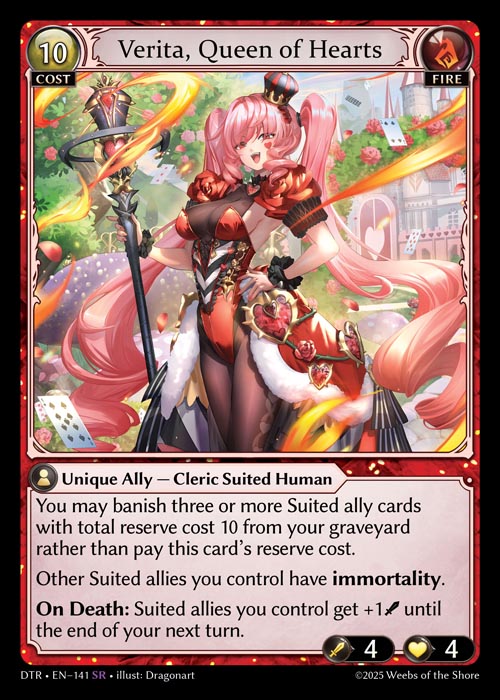 10
COST
Verita, Queen of Hearts
FIRE
Unique Ally — Cleric Suited Human
You may banish three or more Suited ally cards
with total reserve cost 10 from your graveyard
rather than pay this card's reserve cost.
Other Suited allies you control have immortality.
On Death: Suited allies you control get +1 until
the end of your next turn.
4
4
DTR • EN–141 SR • illust: Dragonart
©2025 Weebs of the Shore